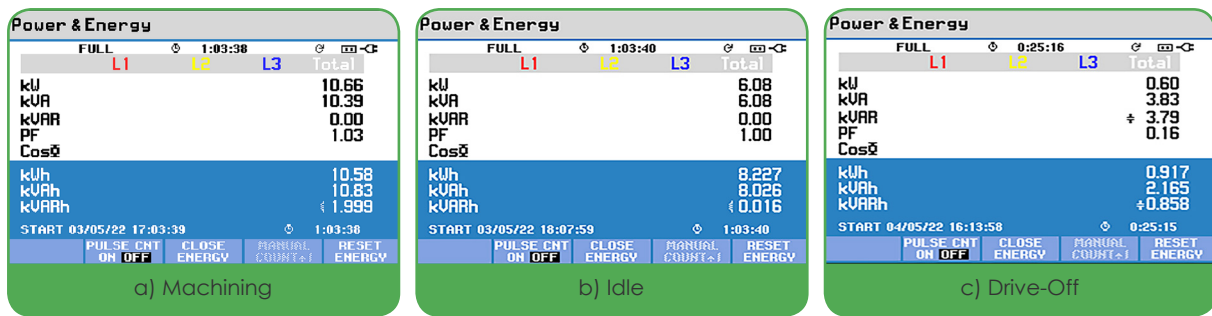 Power & Energy
FULL 1:03:38
L1 L2 L3 Total
kW 10.66
kVA 10.39
kVAR 0.00
PF 1.03
CosΦ
kWh 10.58
kVAh 10.83
kVARh 1.999
START 03/05/22 17:03:39 1:03:38
PULSE CNT CLOSE MANUAL RESET
ON OFF ENERGY COUNT+1 ENERGY
a) Machining
Power & Energy
FULL 1:03:40
L1 L2 L3 Total
kW 6.08
kVA 6.08
kVAR 0.00
PF 1.00
CosΦ
kWh 8.227
kVAh 8.026
kVARh 0.016
START 03/05/22 18:07:59 1:03:40
PULSE CNT CLOSE MANUAL RESET
ON OFF ENERGY COUNT+1 ENERGY
b) Idle
Power & Energy
FULL 0:25:16
L1 L2 L3 Total
kW 0.60
kVA 3.83
kVAR 3.79
PF 0.16
CosΦ
kWh 0.917
kVAh 2.165
kVARh 0.858
START 04/05/22 16:13:58 0:25:15
PULSE CNT CLOSE MANUAL RESET
ON OFF ENERGY COUNT+1 ENERGY
c) Drive-Off